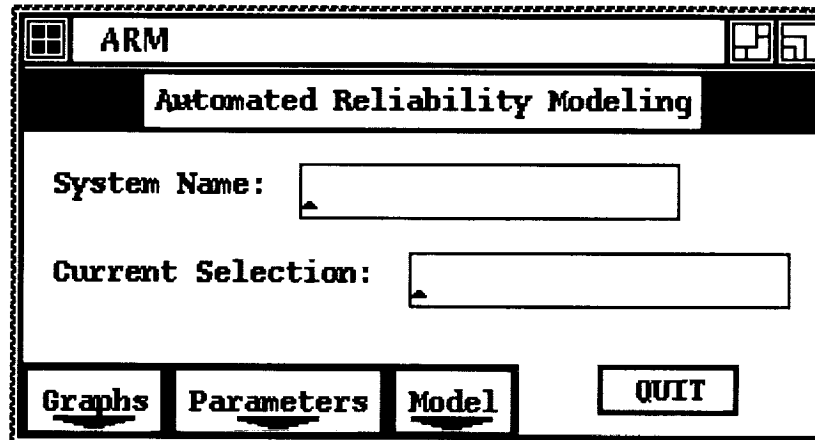 ARM
Automated Reliability Modeling
System Name:
Current Selection:
Graphs Parameters Model QUIT